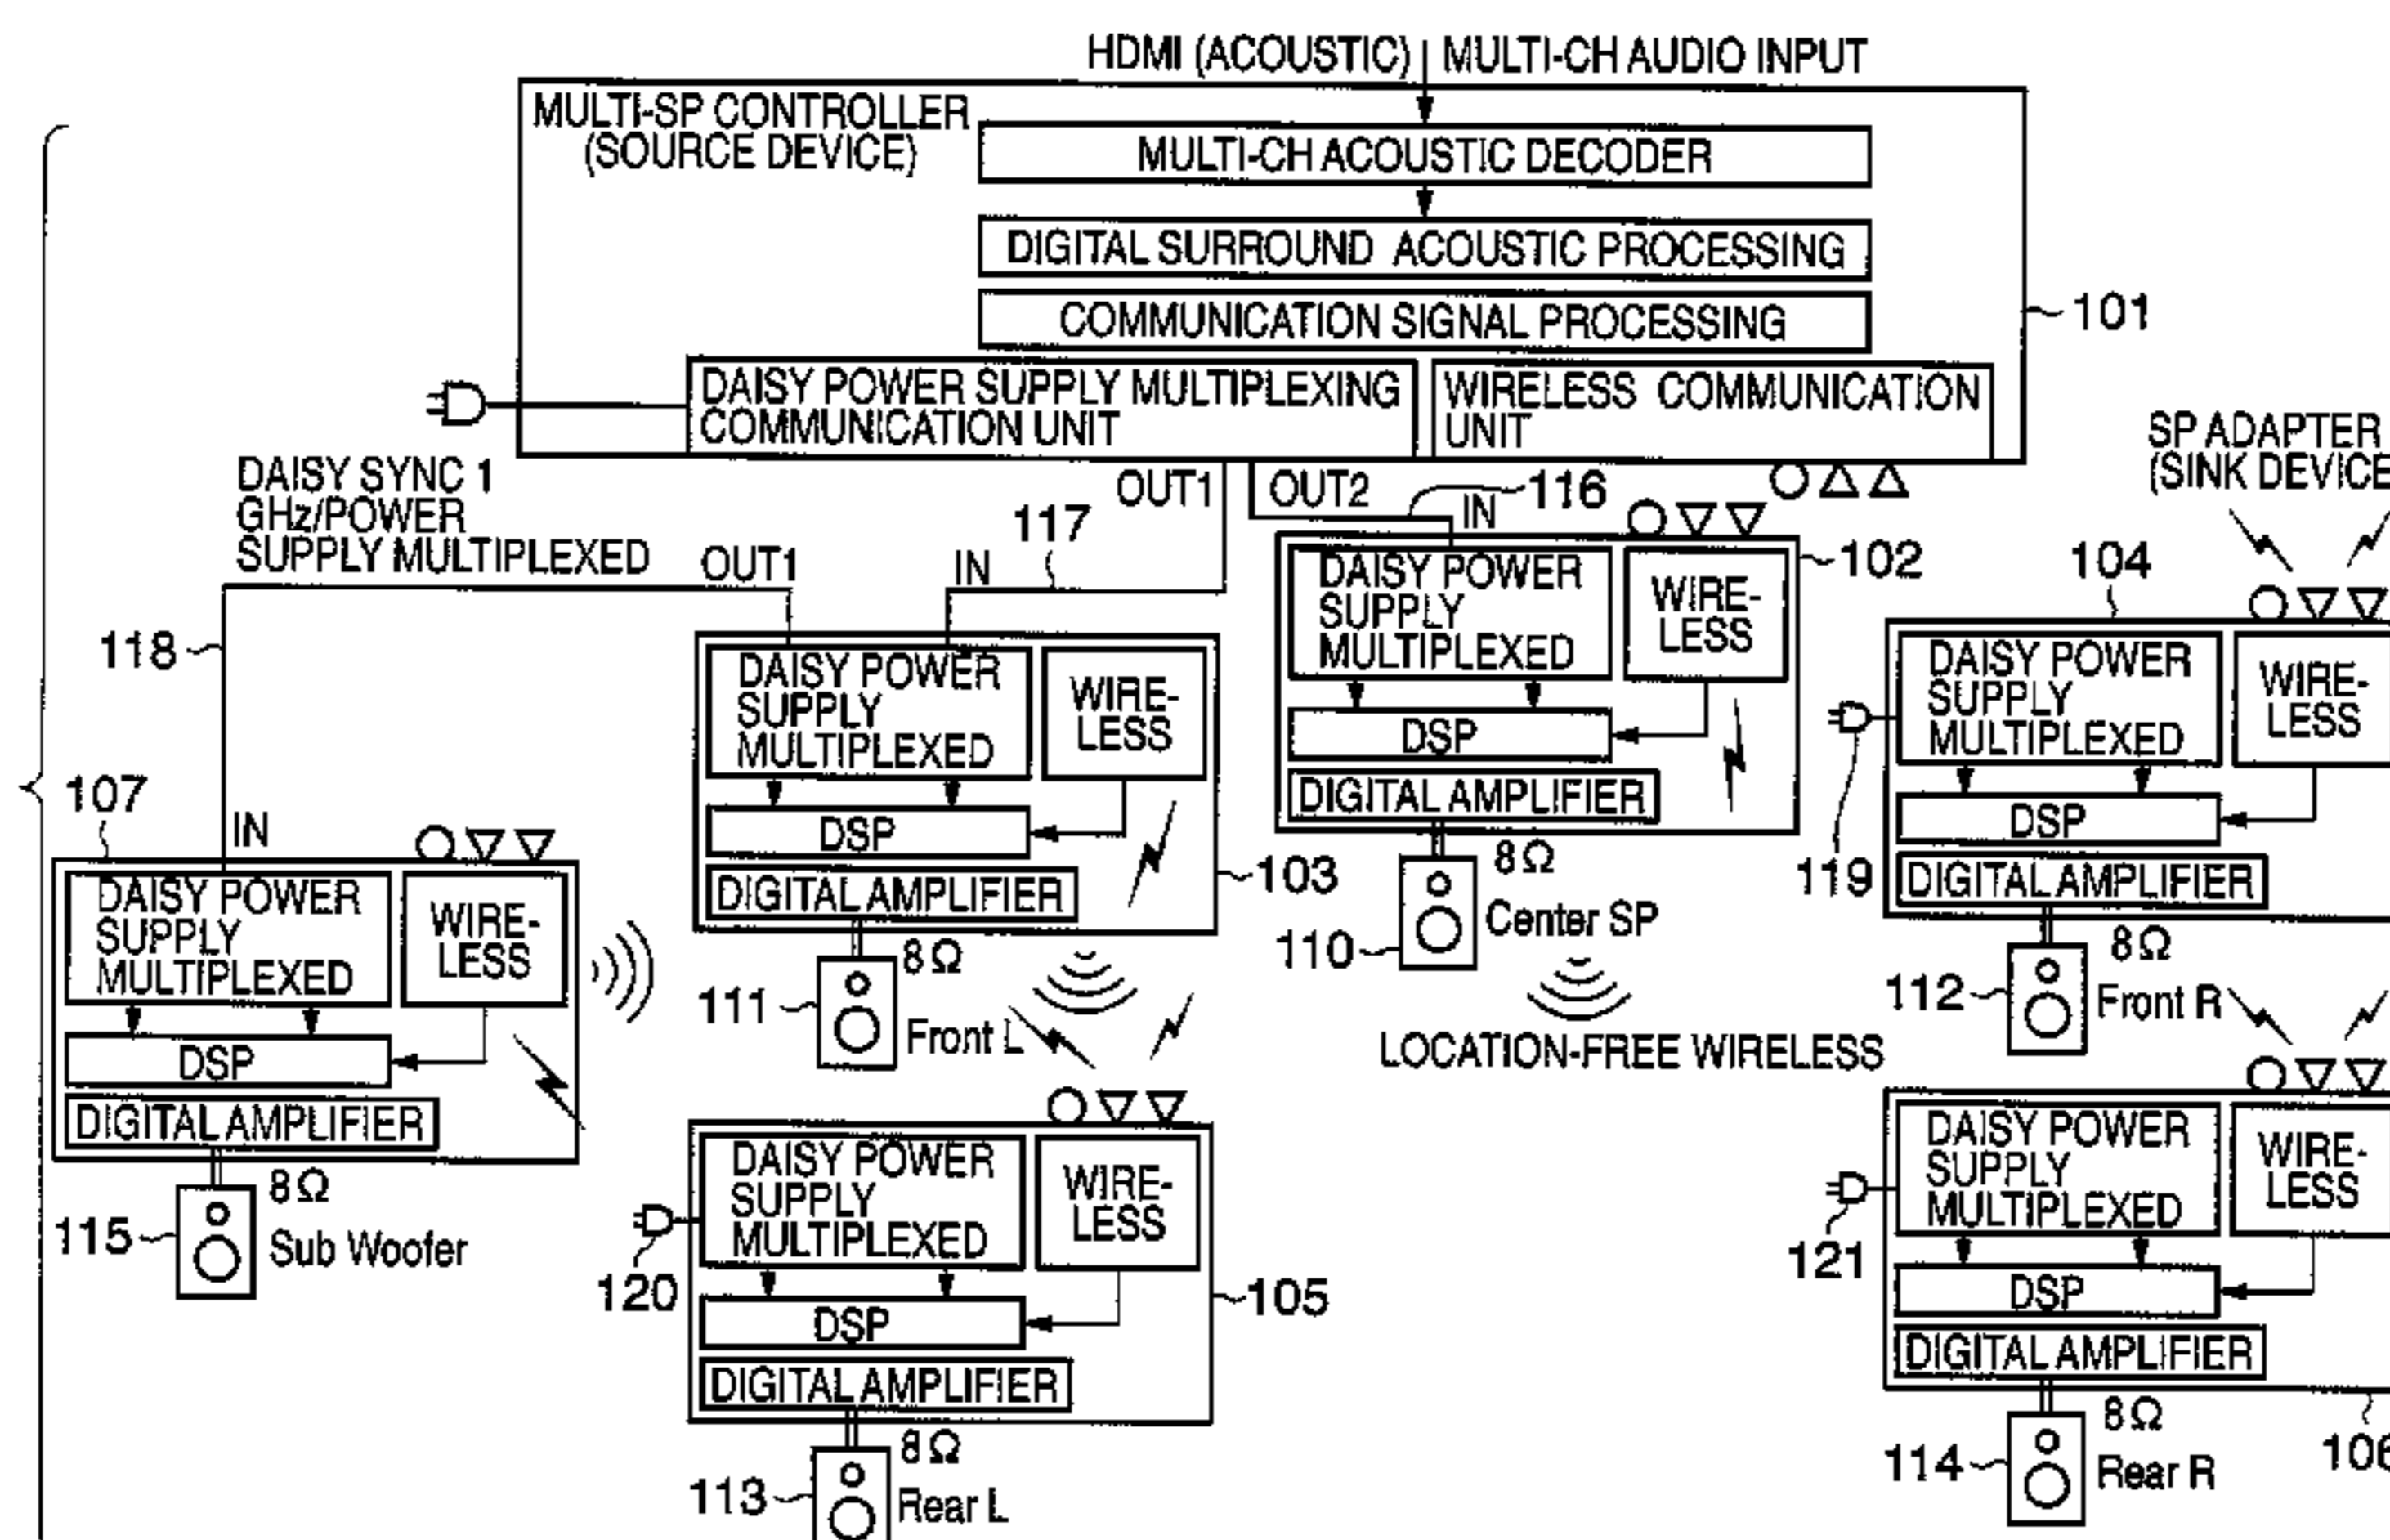 HDMI (ACOUSTIC) MULTI-CH AUDIO INPUT
MULTI-SP CONTROLLER
(SOURCE DEVICE)
MULTI-CH ACOUSTIC DECODER
DIGITAL SURROUND ACOUSTIC PROCESSING
COMMUNICATION SIGNAL PROCESSING
101
DAISY POWER SUPPLY MULTIPLEXING
COMMUNICATION UNIT
WIRELESS COMMUNICATION
UNIT
SP ADAPTER
(SINK DEVICE
DAISY SYNC 1
GHz/POWER
SUPPLY MULTIPLEXED
OUT1
OUT2
116
IN
117
OUT1
IN
118
102
DAISY POWER
SUPPLY
MULTIPLEXED
WIRE-
LESS
DSP
DIGITAL AMPLIFIER
8Ω
110
Center SP
104
DAISY POWER
SUPPLY
MULTIPLEXED
WIRE-
LESS
119
DSP
DIGITAL AMPLIFIER
8Ω
112
Front R
DAISY POWER
SUPPLY
MULTIPLEXED
WIRE-
LESS
DSP
DIGITAL AMPLIFIER
103
8Ω
111
Front L
107
IN
DAISY POWER
SUPPLY
MULTIPLEXED
WIRE-
LESS
DSP
DIGITAL AMPLIFIER
8Ω
115
Sub Woofer
LOCATION-FREE WIRELESS
DAISY POWER
SUPPLY
MULTIPLEXED
WIRE-
LESS
120
DSP
105
DIGITAL AMPLIFIER
8Ω
113
Rear L
DAISY POWER
SUPPLY
MULTIPLEXED
WIRE-
LESS
121
DSP
DIGITAL AMPLIFIER
8Ω
106
114
Rear R